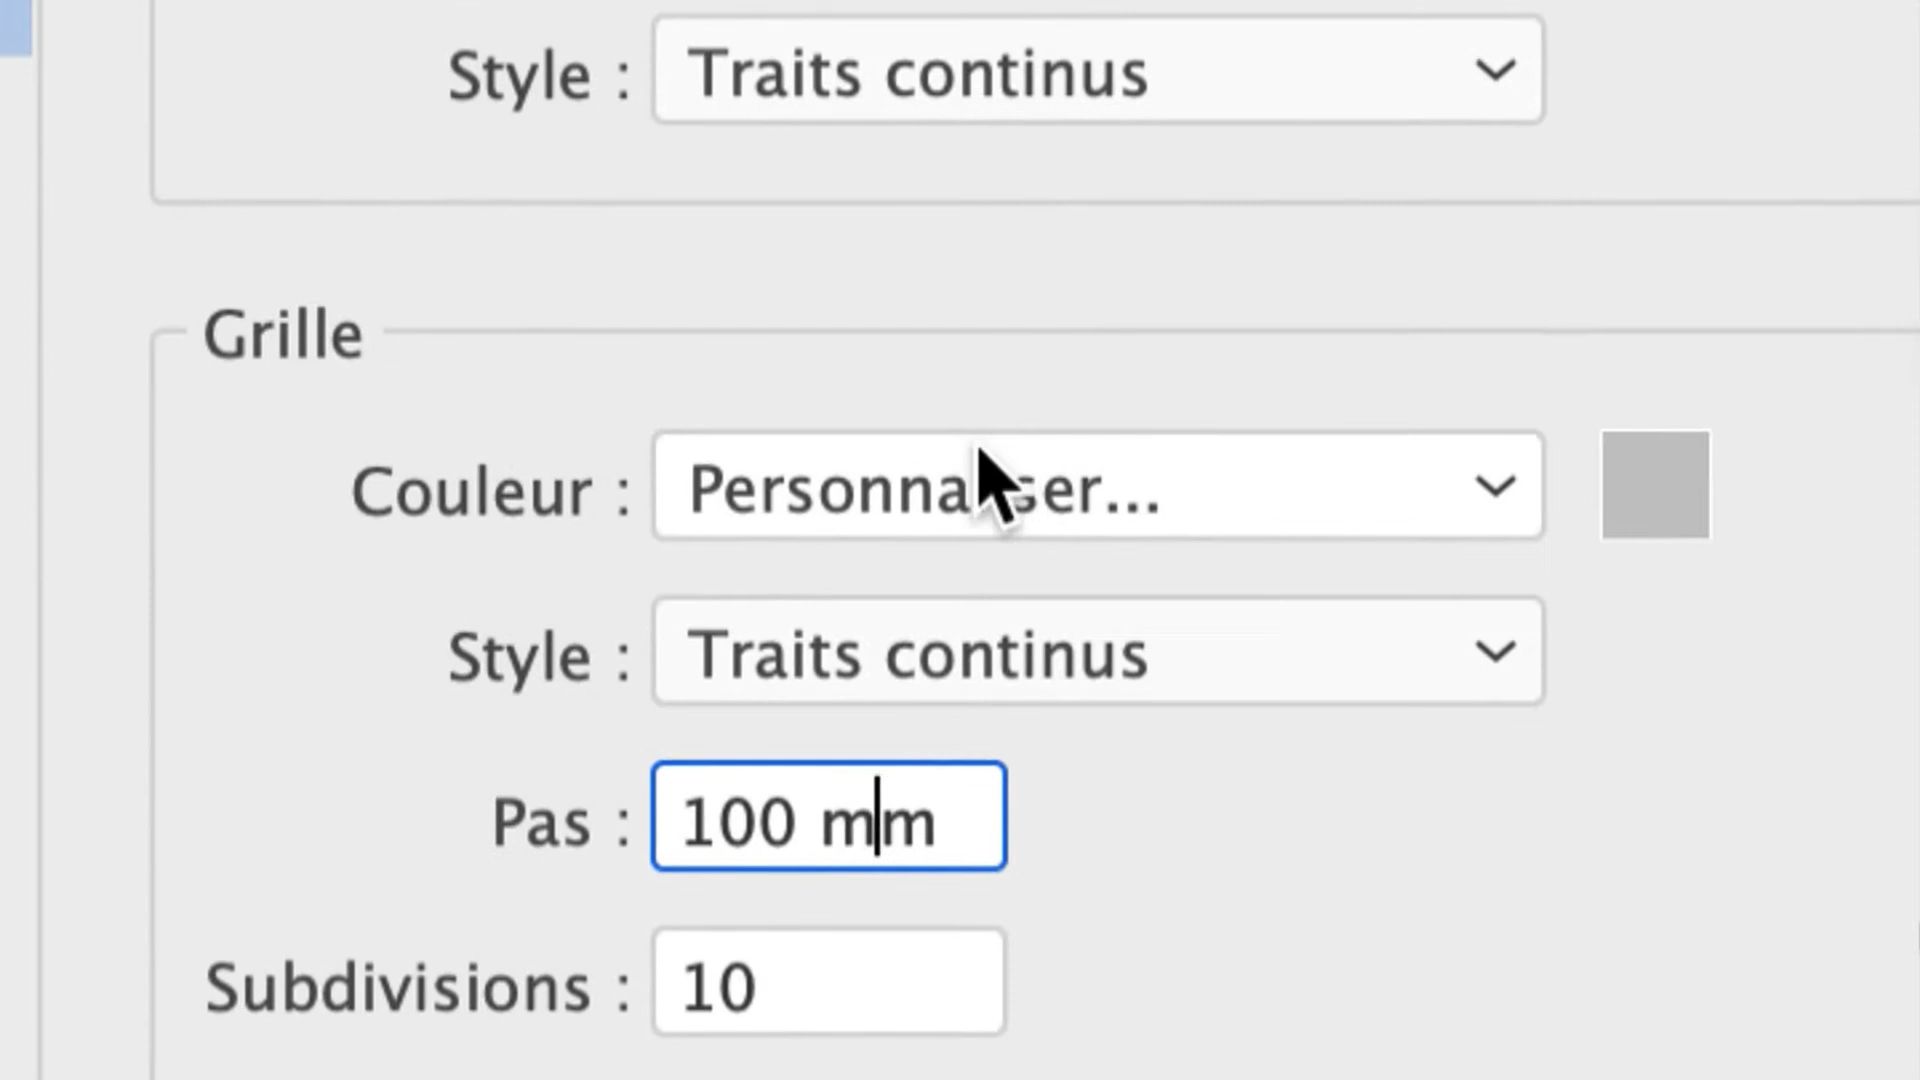 Style : Traits continus
Grille
Couleur : Personnaliser...
Style : Traits continus
Pas : 100 mm
Subdivisions : 10